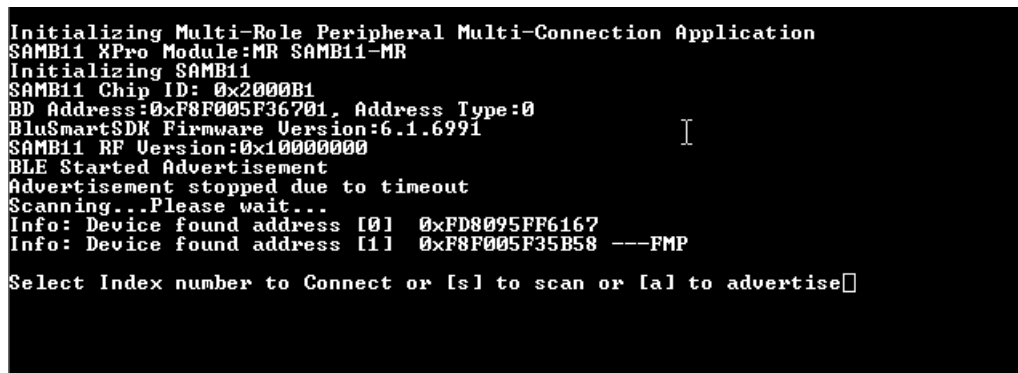 Initializing Multi-Role Peripheral Multi-Connection Application
SAMB11 XPro Module:MR SAMB11-MR
Initializing SAMB11
SAMB11 Chip ID: 0x2000B1
BD Address:0xF8F005F36701, Address Type:0
BluSmartSDK Firmware Version:6.1.6991
SAMB11 RF Version:0x10000000
BLE Started Advertisement
Advertisement stopped due to timeout
Scanning...Please wait...
Info: Device found address [0]  0xFD8095FF6167
Info: Device found address [1]  0xF8F005F35B58 ---FMP
Select Index number to Connect or [s] to scan or [a] to advertise